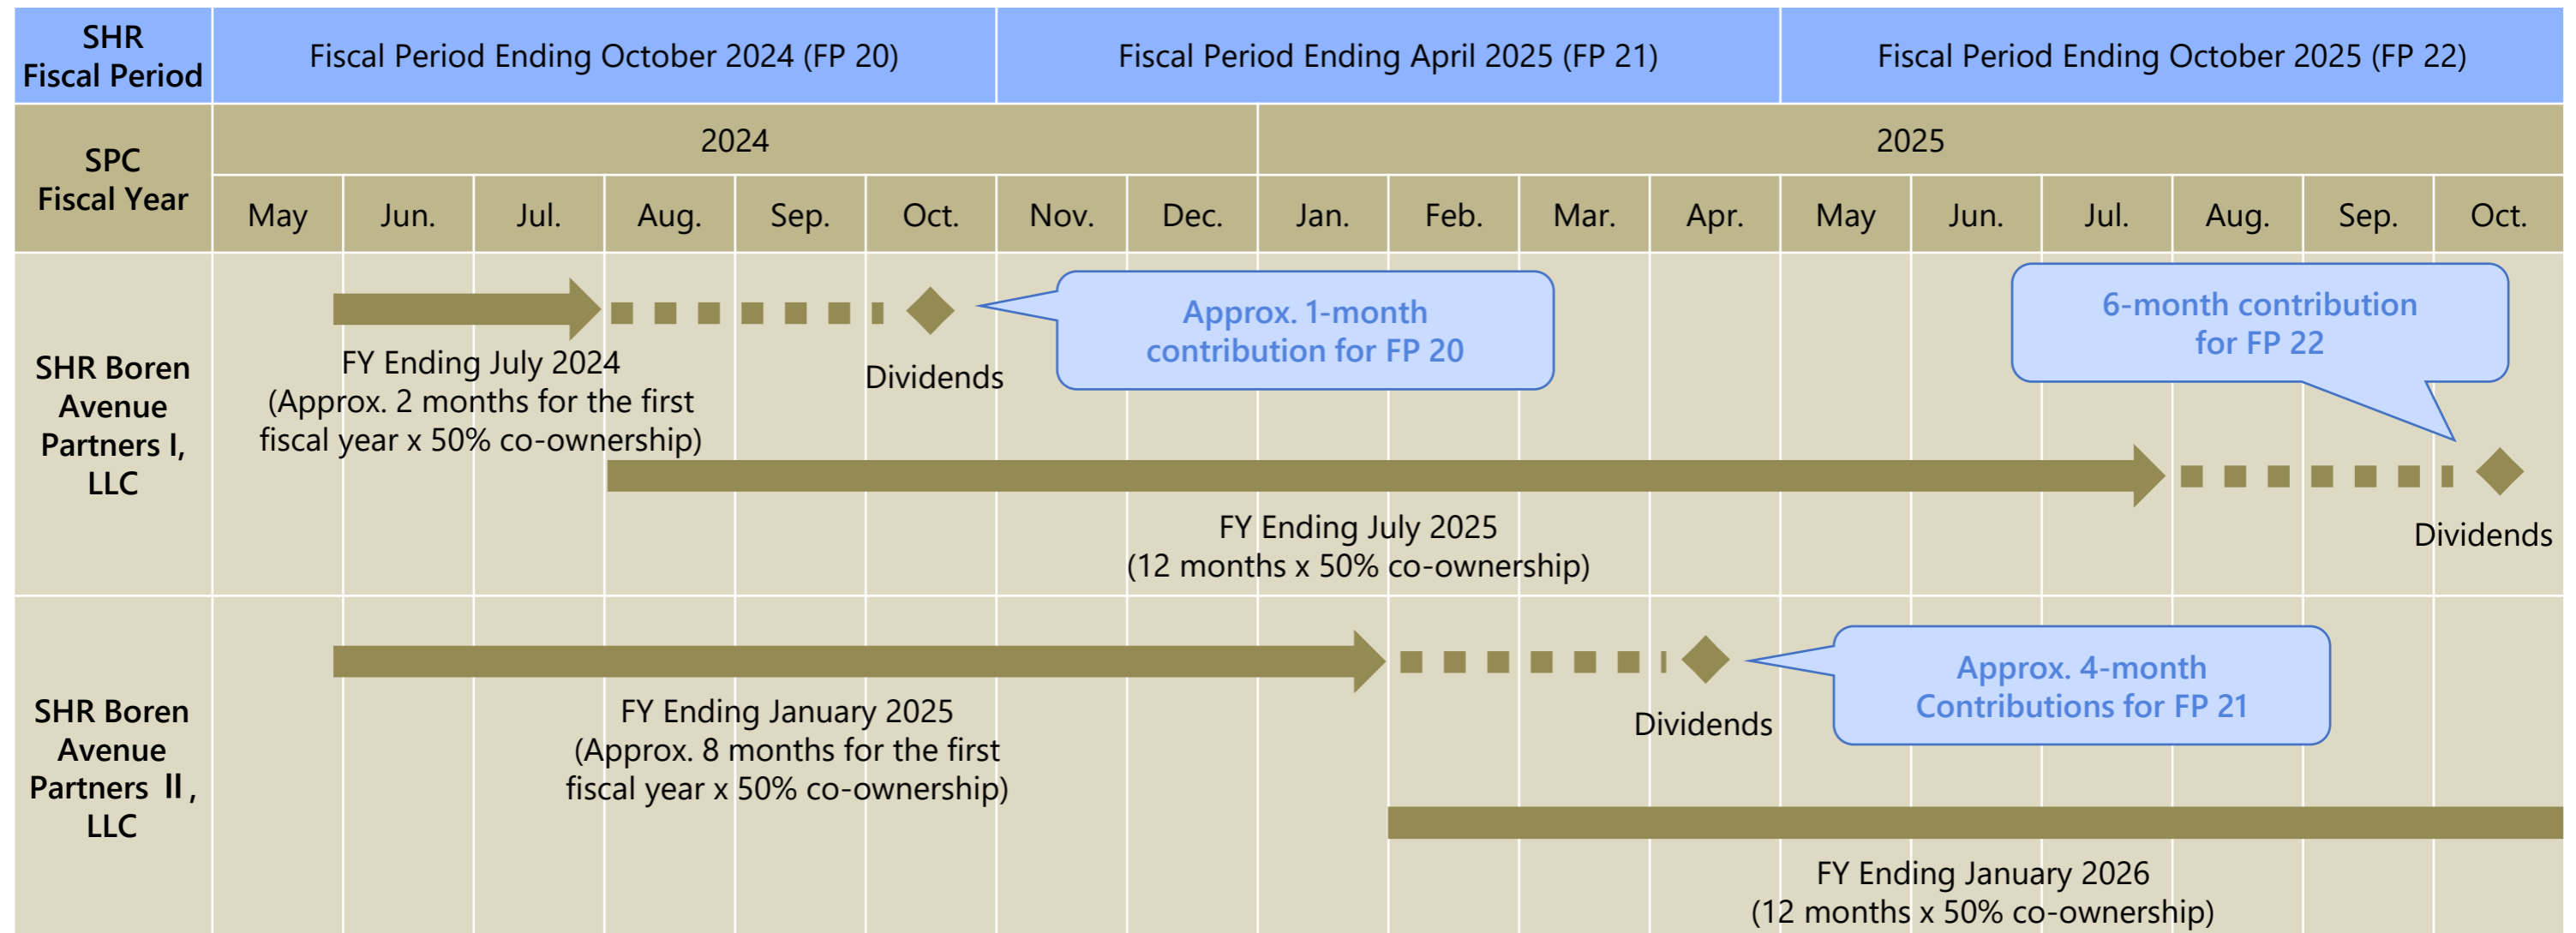 SHR
Fiscal Period
Fiscal Period Ending October 2024 (FP 20)
Fiscal Period Ending April 2025 (FP 21)
Fiscal Period Ending October 2025 (FP 22)
SPC
Fiscal Year
2024
2025
May
Jun.
Jul.
Aug.
Sep.
Oct.
Nov.
Dec.
Jan.
Feb.
Mar.
Apr.
May
Jun.
Jul.
Aug.
Sep.
Oct.
SHR Boren
Avenue
Partners I,
LLC
FY Ending July 2024
(Approx. 2 months for the first
fiscal year x 50% co-ownership)
Dividends
Approx. 1-month
contribution for FP 20
6-month contribution
for FP 22
FY Ending July 2025
(12 months x 50% co-ownership)
Dividends
SHR Boren
Avenue
Partners Ⅱ,
LLC
FY Ending January 2025
(Approx. 8 months for the first
fiscal year x 50% co-ownership)
Dividends
Approx. 4-month
Contributions for FP 21
FY Ending January 2026
(12 months x 50% co-ownership)